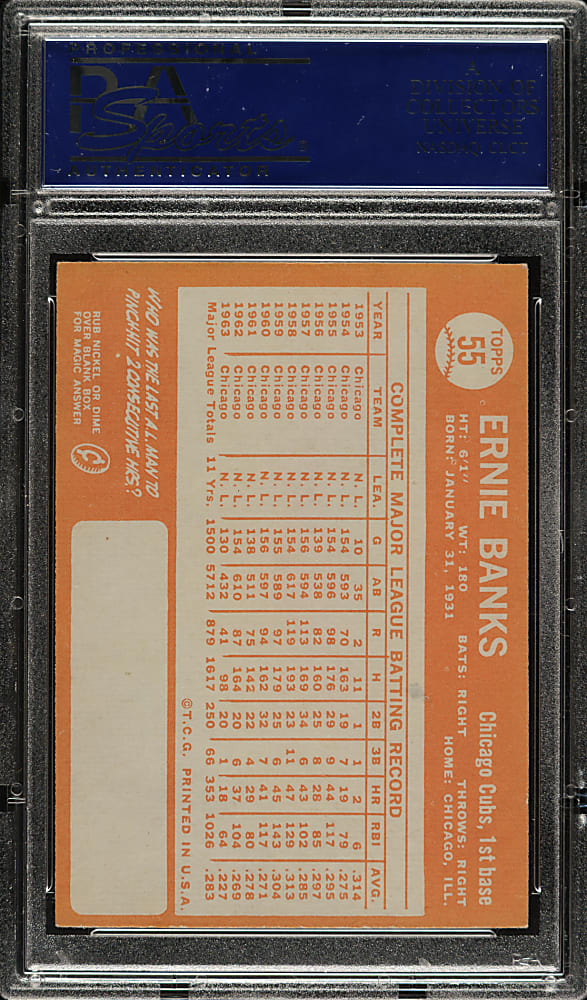 PROFESSIONAL
PSA
Sports
AUTHENTICATOR
A
DIVISION OF
COLLECTORS
UNIVERSE
NASDAQ: CLCT
TOPPS
55
ERNIE BANKS
Chicago Cubs, 1st base
HT: 6/1" WT: 180 BATS: RIGHT THROWS: RIGHT
BORN: JANUARY 31, 1931 HOME: CHICAGO, ILL.
COMPLETE MAJOR LEAGUE BATTING RECORD
YEAR TEAM LEA. G AB R H 2B 3B HR RBI AVG.
1953 Chicago N. L. 10 35 2 11 1 1 2 6 .314
1954 Chicago N. L. 154 593 70 163 19 7 19 79 .275
1955 Chicago N. L. 154 596 98 176 29 9 44 117 .295
1956 Chicago N. L. 139 538 82 160 25 8 28 85 .297
1957 Chicago N. L. 156 594 113 169 34 6 43 102 .285
1958 Chicago N. L. 154 617 119 193 23 11 47 129 .313
1959 Chicago N. L. 155 589 97 179 25 6 45 143 .304
1960 Chicago N. L. 156 597 94 162 32 7 41 117 .271
1961 Chicago N. L. 138 511 75 142 22 4 29 80 .278
1962 Chicago N. L. 154 610 87 164 20 6 37 104 .269
1963 Chicago N. L. 130 432 41 98 20 1 18 64 .227
Major League Totals 11 Yrs. 1500 5712 879 1617 250 66 353 1026 .283
©T.C.G. PRINTED IN U.S.A.
WHO WAS THE LAST A.L. MAN TO
PINCH-HIT 2 CONSECUTIVE HRS?
RUB NICKEL OR DIME
OVER BLANK BOX
FOR MAGIC ANSWER
PSA